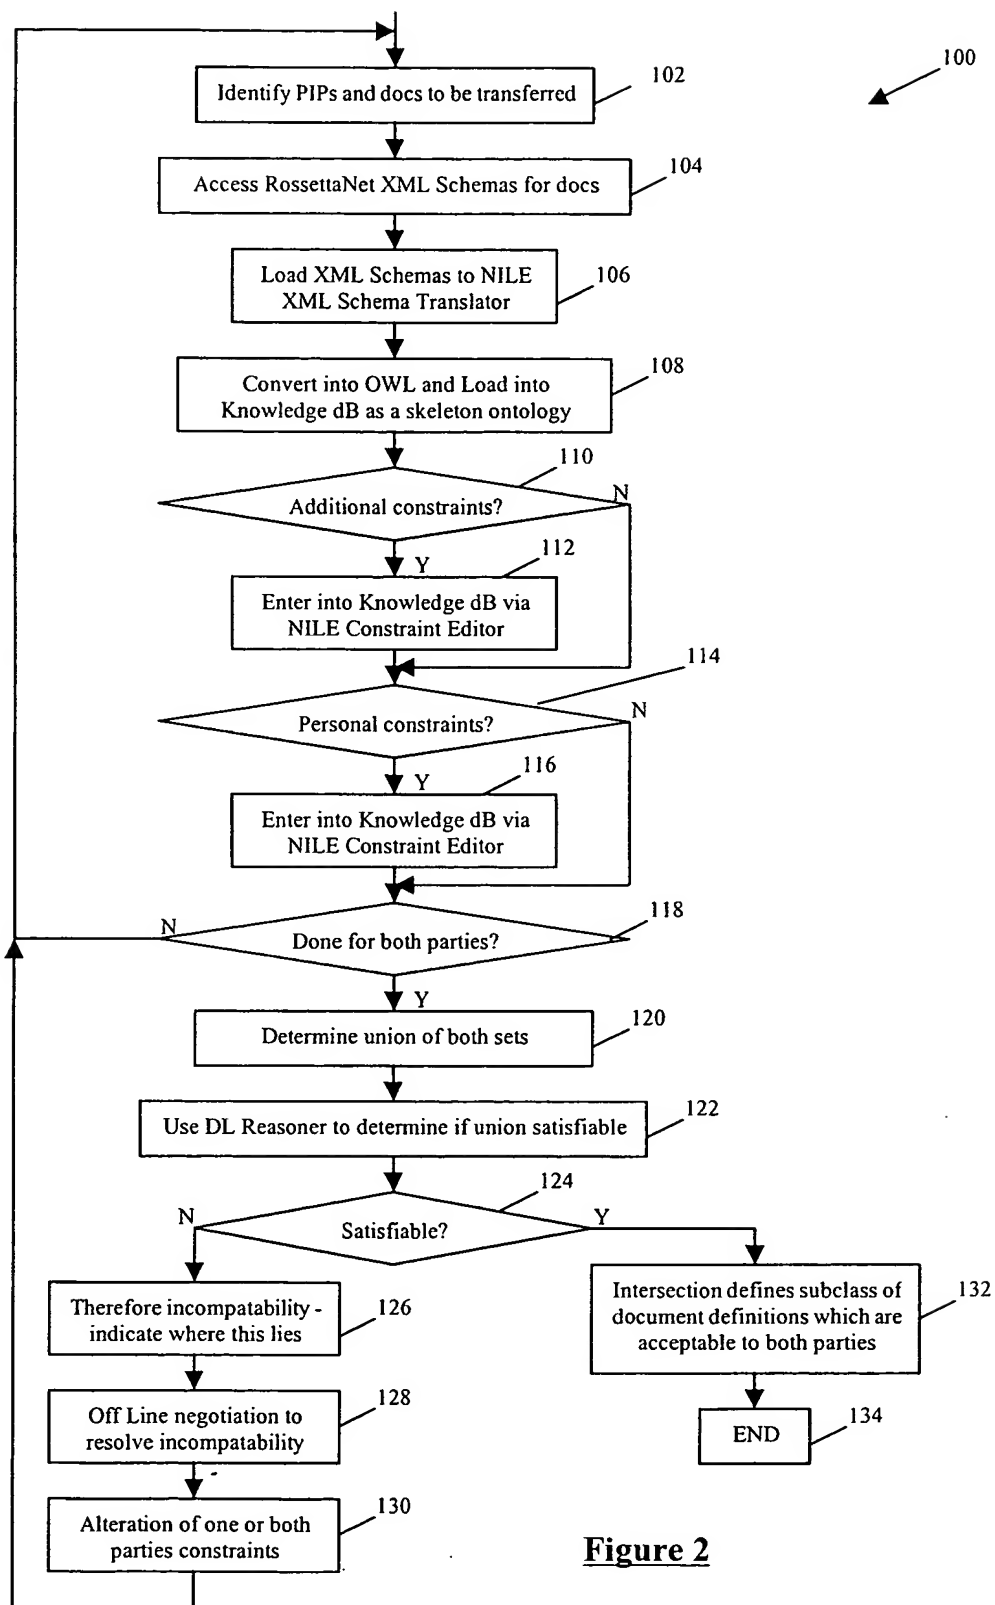 100
Identify PIPs and docs to be transferred
102
Access RossettaNet XML Schemas for docs
104
Load XML Schemas to NILE
XML Schema Translator
106
Convert into OWL and Load into
Knowledge dB as a skeleton ontology
108
110
Additional constraints?
N
Y
112
Enter into Knowledge dB via
NILE Constraint Editor
114
Personal constraints?
N
Y
116
Enter into Knowledge dB via
NILE Constraint Editor
118
N
Done for both parties?
Y
Determine union of both sets
120
Use DL Reasoner to determine if union satisfiable
122
124
N
Satisfiable?
Y
Therefore incompatability -
indicate where this lies
126
Intersection defines subclass of
document definitions which are
acceptable to both parties
132
Off Line negotiation to
resolve incompatability
128
END
134
Alteration of one or both
parties constraints
130
Figure 2